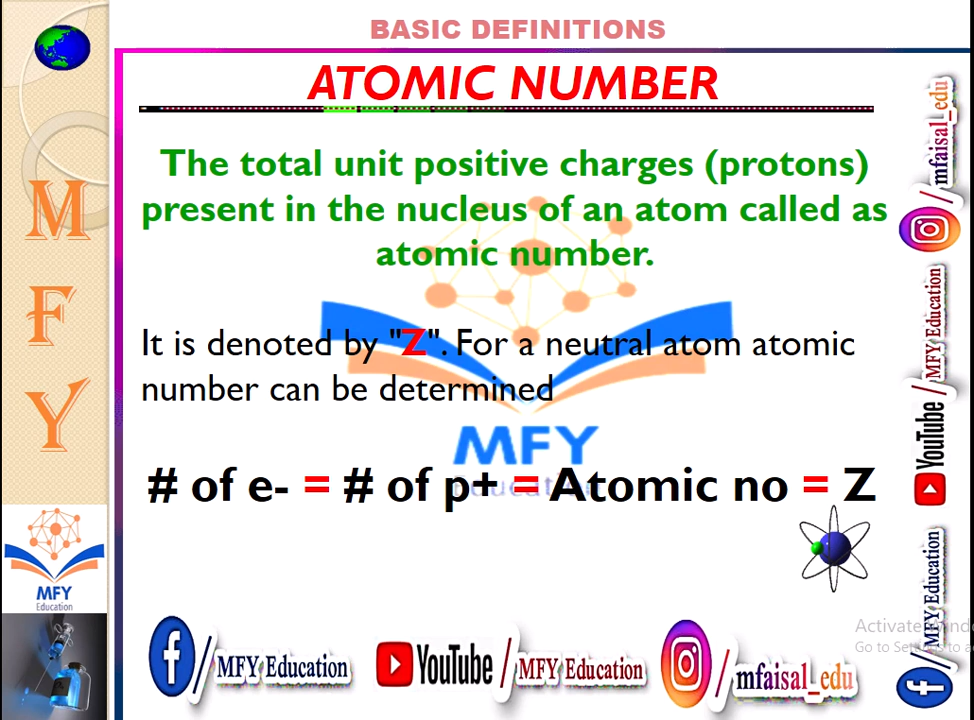 BASIC DEFINITIONS
ATOMIC NUMBER
The total unit positive charges (protons)
present in the nucleus of an atom called as
atomic number.
It is denoted by "Z". For a neutral atom atomic
number can be determined
# of e- = # of p+ = Atomic no = Z
M
F
Y
MFY
Education
MFY
Education
/MFY Education
YouTube/MFY Education
/mfaisal_edu
/mfaisal_edu
YouTube/MFY Education
/MFY Education
Activate
Go to